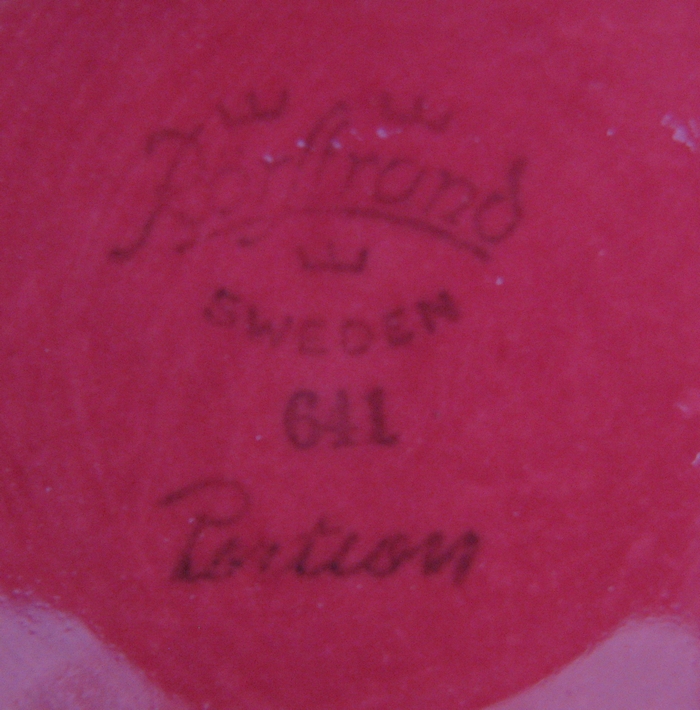 Rörstrand
SWEDEN
641
Portion